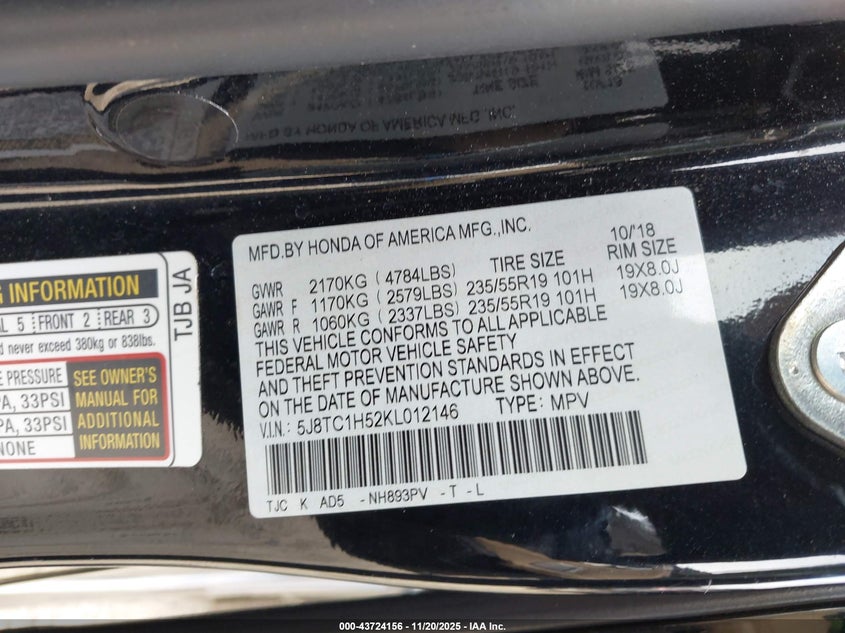 MFD.BY HONDA OF AMERICA MFG.,INC. 10/'18
TIRE SIZE RIM SIZE
GVWR 2170KG ( 4784LBS)
GAWR F 1170KG ( 2579LBS) 235/55R19 101H 19X8.0J
GAWR R 1060KG ( 2337LBS) 235/55R19 101H 19X8.0J
THIS VEHICLE CONFORMS TO ALL APPLICABLE
FEDERAL MOTOR VEHICLE SAFETY
AND THEFT PREVENTION STANDARDS IN EFFECT
ON THE DATE OF MANUFACTURE SHOWN ABOVE.
V.I.N.: 5J8TC1H52KL012146 TYPE: MPV
TJC K AD5 -NH893PV -T -L
INFORMATION
5 FRONT 2 REAR 3
never exceed 380kg or 838lbs.
PRESSURE
33PSI
33PSI
NONE
SEE OWNER'S
MANUAL FOR
ADDITIONAL
INFORMATION
TJB JA
000-43724156 - 11/20/2025 - IAA Inc.